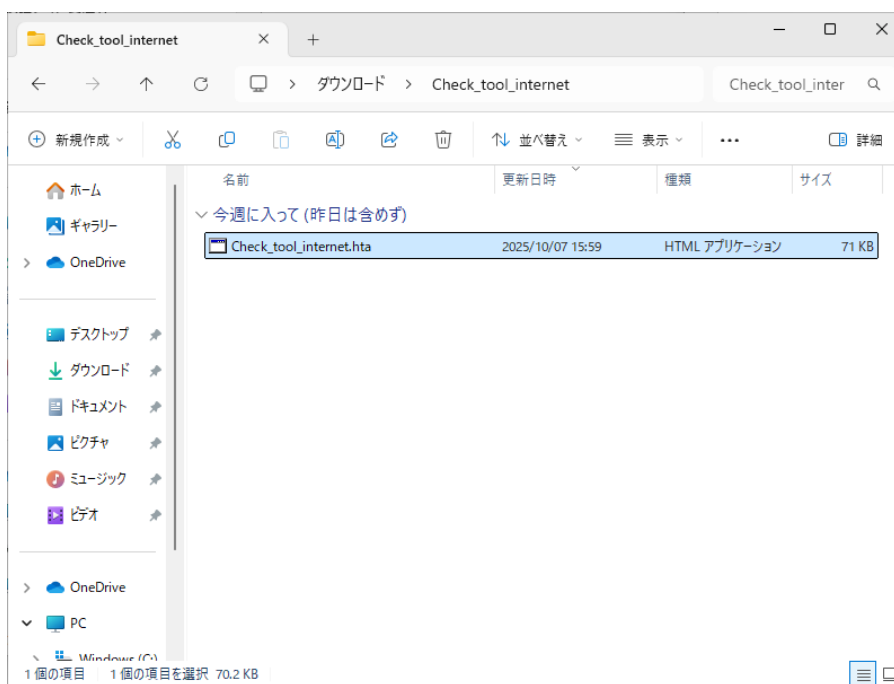 Check_tool_internet
ダウンロード > Check_tool_internet
Check_tool_inter
新規作成
並べ替え
表示
詳細
名前 更新日時 種類 サイズ
今週に入って (昨日は含めず)
Check_tool_internet.hta 2025/10/07 15:59 HTML アプリケーション 71 KB
ホーム
ギャラリー
OneDrive
デスクトップ
ダウンロード
ドキュメント
ピクチャ
ミュージック
ビデオ
OneDrive
PC
Windows (C:)
1 個の項目 1 個の項目を選択 70.2 KB